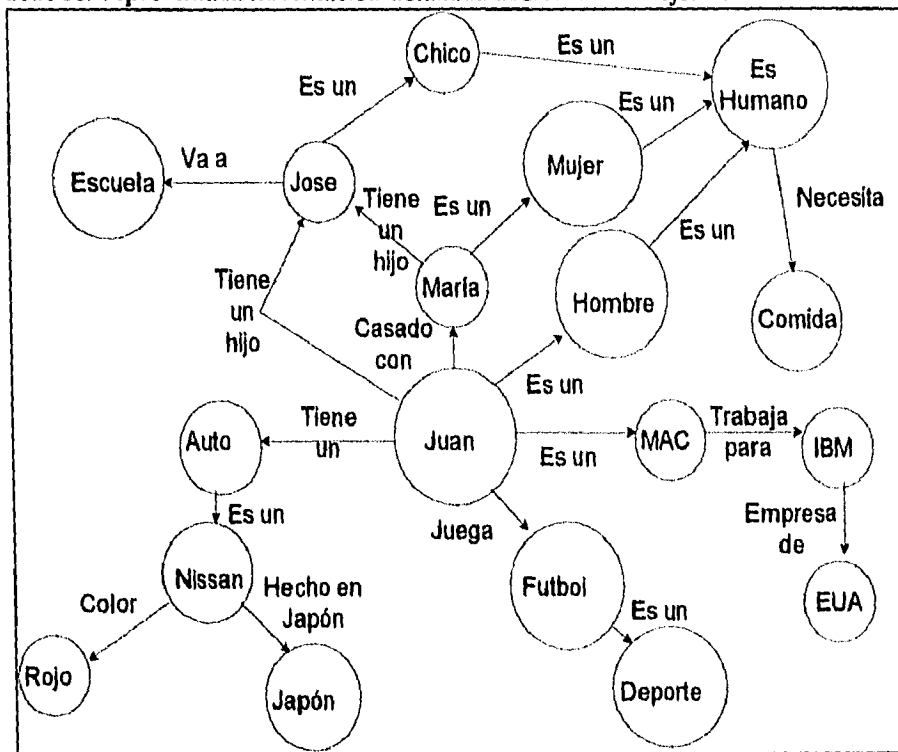 Chico
Es un
Es
Humano
Es un
Es un
Mujer
Escuela
Va a
Jose
Tiene
un
hijo
Es un
Necesita
Es un
Tiene
un
hijo
María
Hombre
Comida
Casado
con
Es un
Auto
Tiene
un
Juan
Es un
MAC
Trabaja
para
IBM
Es un
Juega
Empresa
de
Nissan
Hecho en
Japón
Futbol
EUA
Color
Es un
Rojo
Japón
Deporte